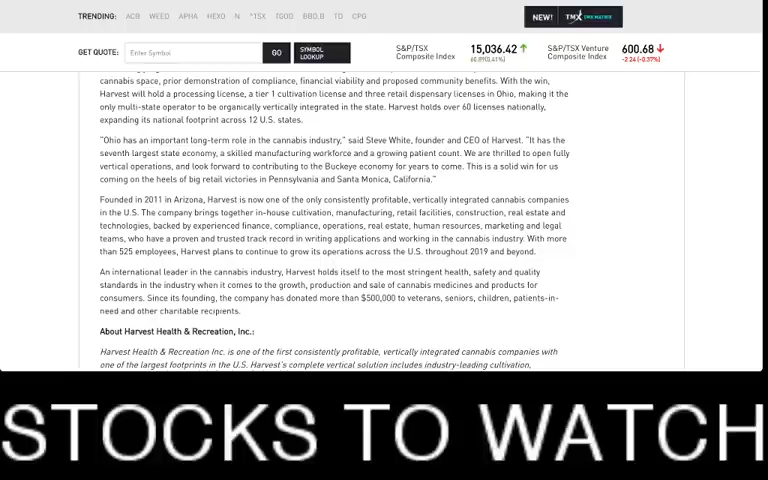 TRENDING: ACB WEED APHA HEXO N ^TSX TGOD BBD.B TD CPG
NEW! TMX TMX MATRIX
GET QUOTE: Enter Symbol GO SYMBOL LOOKUP
S&P/TSX Composite Index 15,036.42
S&P/TSX Venture Composite Index 600.68
-2.24 (-0.37%)
cannabis space, prior demonstration of compliance, financial viability and proposed community benefits. With the win,
Harvest will hold a processing license, a tier 1 cultivation license and three retail dispensary licenses in Ohio, making it the
only multi-state operator to be organically vertically integrated in the state. Harvest holds over 60 licenses nationally,
expanding its national footprint across 12 U.S. states.
"Ohio has an important long-term role in the cannabis industry," said Steve White, founder and CEO of Harvest. "It has the
seventh largest state economy, a skilled manufacturing workforce and a growing patient count. We are thrilled to open fully
vertical operations, and look forward to contributing to the Buckeye economy for years to come. This is a solid win for us
coming on the heels of big retail victories in Pennsylvania and Santa Monica, California."
Founded in 2011 in Arizona, Harvest is now one of the only consistently profitable, vertically integrated cannabis companies
in the U.S. The company brings together in-house cultivation, manufacturing, retail facilities, construction, real estate and
technologies, backed by experienced finance, compliance, operations, real estate, human resources, marketing and legal
teams, who have a proven and trusted track record in writing applications and working in the cannabis industry. With more
than 525 employees, Harvest plans to continue to grow its operations across the U.S. throughout 2019 and beyond.
An international leader in the cannabis industry, Harvest holds itself to the most stringent health, safety and quality
standards in the industry when it comes to the growth, production and sale of cannabis medicines and products for
consumers. Since its founding, the company has donated more than $500,000 to veterans, seniors, children, patients-in-
need and other charitable recipients.
About Harvest Health & Recreation, Inc.:
Harvest Health & Recreation Inc. is one of the first consistently profitable, vertically integrated cannabis companies with
one of the largest footprints in the U.S. Harvest's complete vertical solution includes industry-leading cultivation,
STOCKS TO WATCH